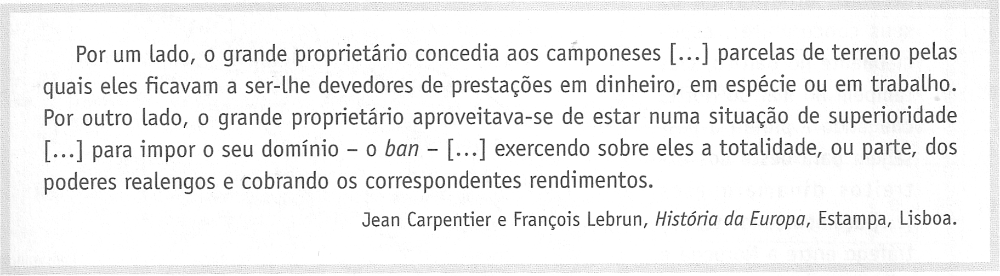 Por um lado, o grande proprietário concedia aos camponeses [...] parcelas de terreno pelas
quais eles ficavam a ser-lhe devedores de prestações em dinheiro, em espécie ou em trabalho.
Por outro lado, o grande proprietário aproveitava-se de estar numa situação de superioridade
[...] para impor o seu domínio – o ban – [...] exercendo sobre eles a totalidade, ou parte, dos
poderes realengos e cobrando os correspondentes rendimentos.
Jean Carpentier e François Lebrun, História da Europa, Estampa, Lisboa.